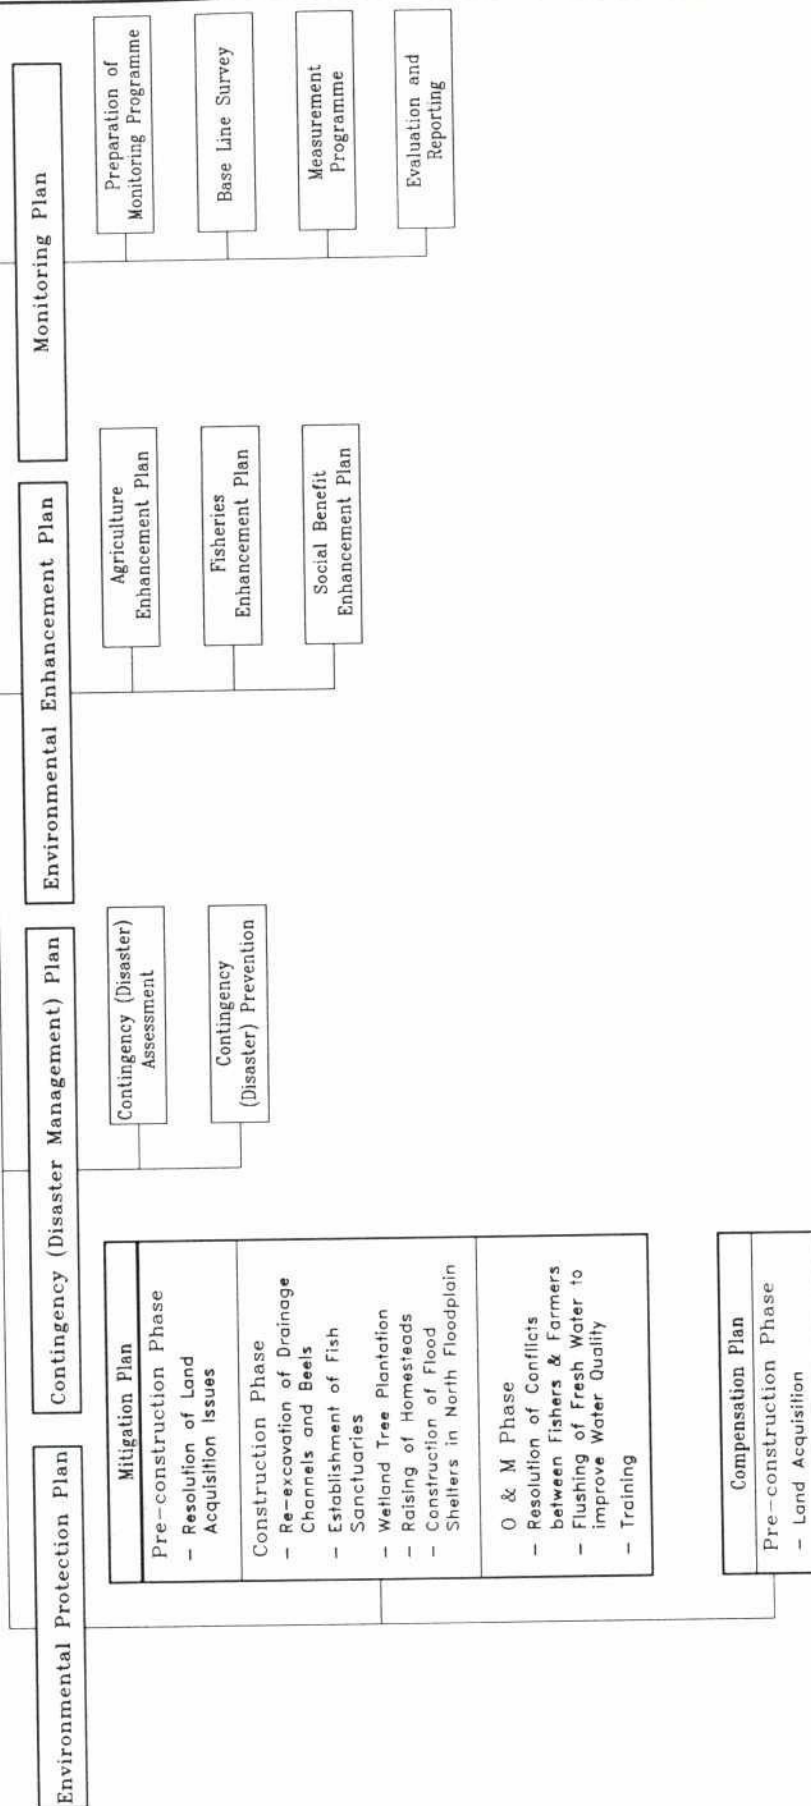 Environmental Protection Plan
Mitigation Plan
Pre-construction Phase
- Resolution of Land
Acquisition Issues
Construction Phase
- Re-excavation of Drainage
Channels and Beels
- Establishment of Fish
Sanctuaries
- Wetland Tree Plantation
- Raising of Homesteads
- Construction of Flood
Shelters in North Floodplain
O & M Phase
- Resolution of Conflicts
between Fishers & Farmers
- Flushing of Fresh Water to
improve Water Quality
- Training
Compensation Plan
Pre-construction Phase
- Land Acquisition
Contingency (Disaster Management) Plan
Contingency (Disaster)
Assessment
Contingency
(Disaster) Prevention
Environmental Enhancement Plan
Agriculture
Enhancement Plan
Fisheries
Enhancement Plan
Social Benefit
Enhancement Plan
Monitoring Plan
Preparation of
Monitoring Programme
Base Line Survey
Measurement
Programme
Evaluation and
Reporting